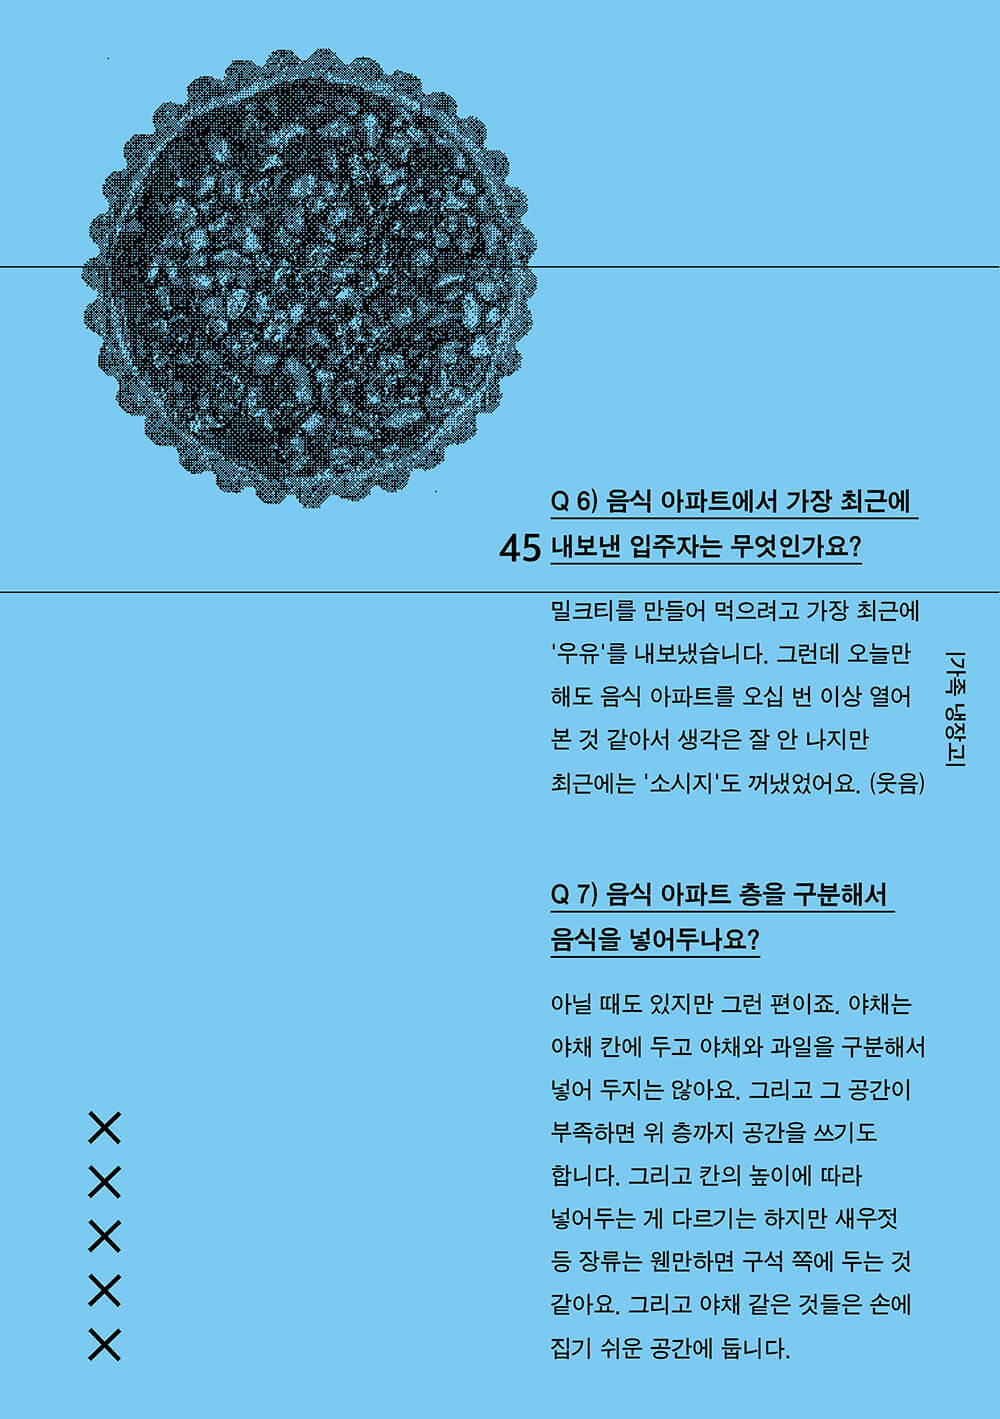 Q 6) 음식 아파트에서 가장 최근에
45
내보낸 입주자는 무엇인가요?
밀크티를 만들어 먹으려고 가장 최근에
'우유'를 내보냈습니다. 그런데 오늘만
해도 음식 아파트를 오십 번 이상 열어
본 것 같아서 생각은 잘 안 나지만
최근에는 '소시지'도 꺼냈었어요. (웃음)
|가족 냉장고|
Q 7) 음식 아파트 층을 구분해서
음식을 넣어두나요?
아닐 때도 있지만 그런 편이죠. 야채는
야채 칸에 두고 야채와 과일을 구분해서
넣어 두지는 않아요. 그리고 그 공간이
부족하면 위 층까지 공간을 쓰기도
합니다. 그리고 칸의 높이에 따라
넣어두는 게 다르기는 하지만 새우젓
등 장류는 웬만하면 구석 쪽에 두는 것
같아요. 그리고 야채 같은 것들은 손에
집기 쉬운 공간에 둡니다.